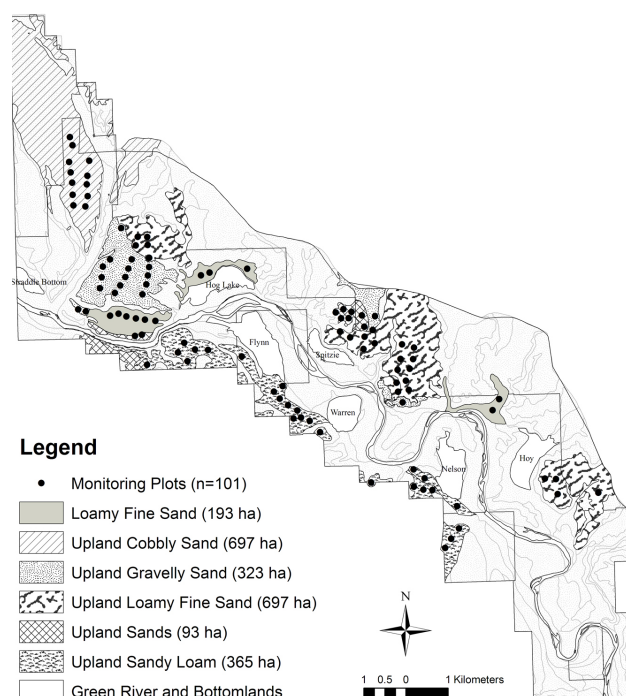 Shaddle Bottom
Hog Lake
Flynn
Spitzie
Warren
Nelson
Hoy
Legend
Monitoring Plots (n=101)
Loamy Fine Sand (193 ha)
Upland Cobbly Sand (697 ha)
Upland Gravelly Sand (323 ha)
Upland Loamy Fine Sand (697 ha)
Upland Sands (93 ha)
Upland Sandy Loam (365 ha)
Green River and Bottomlands
N
1 0.5 0 1 Kilometers